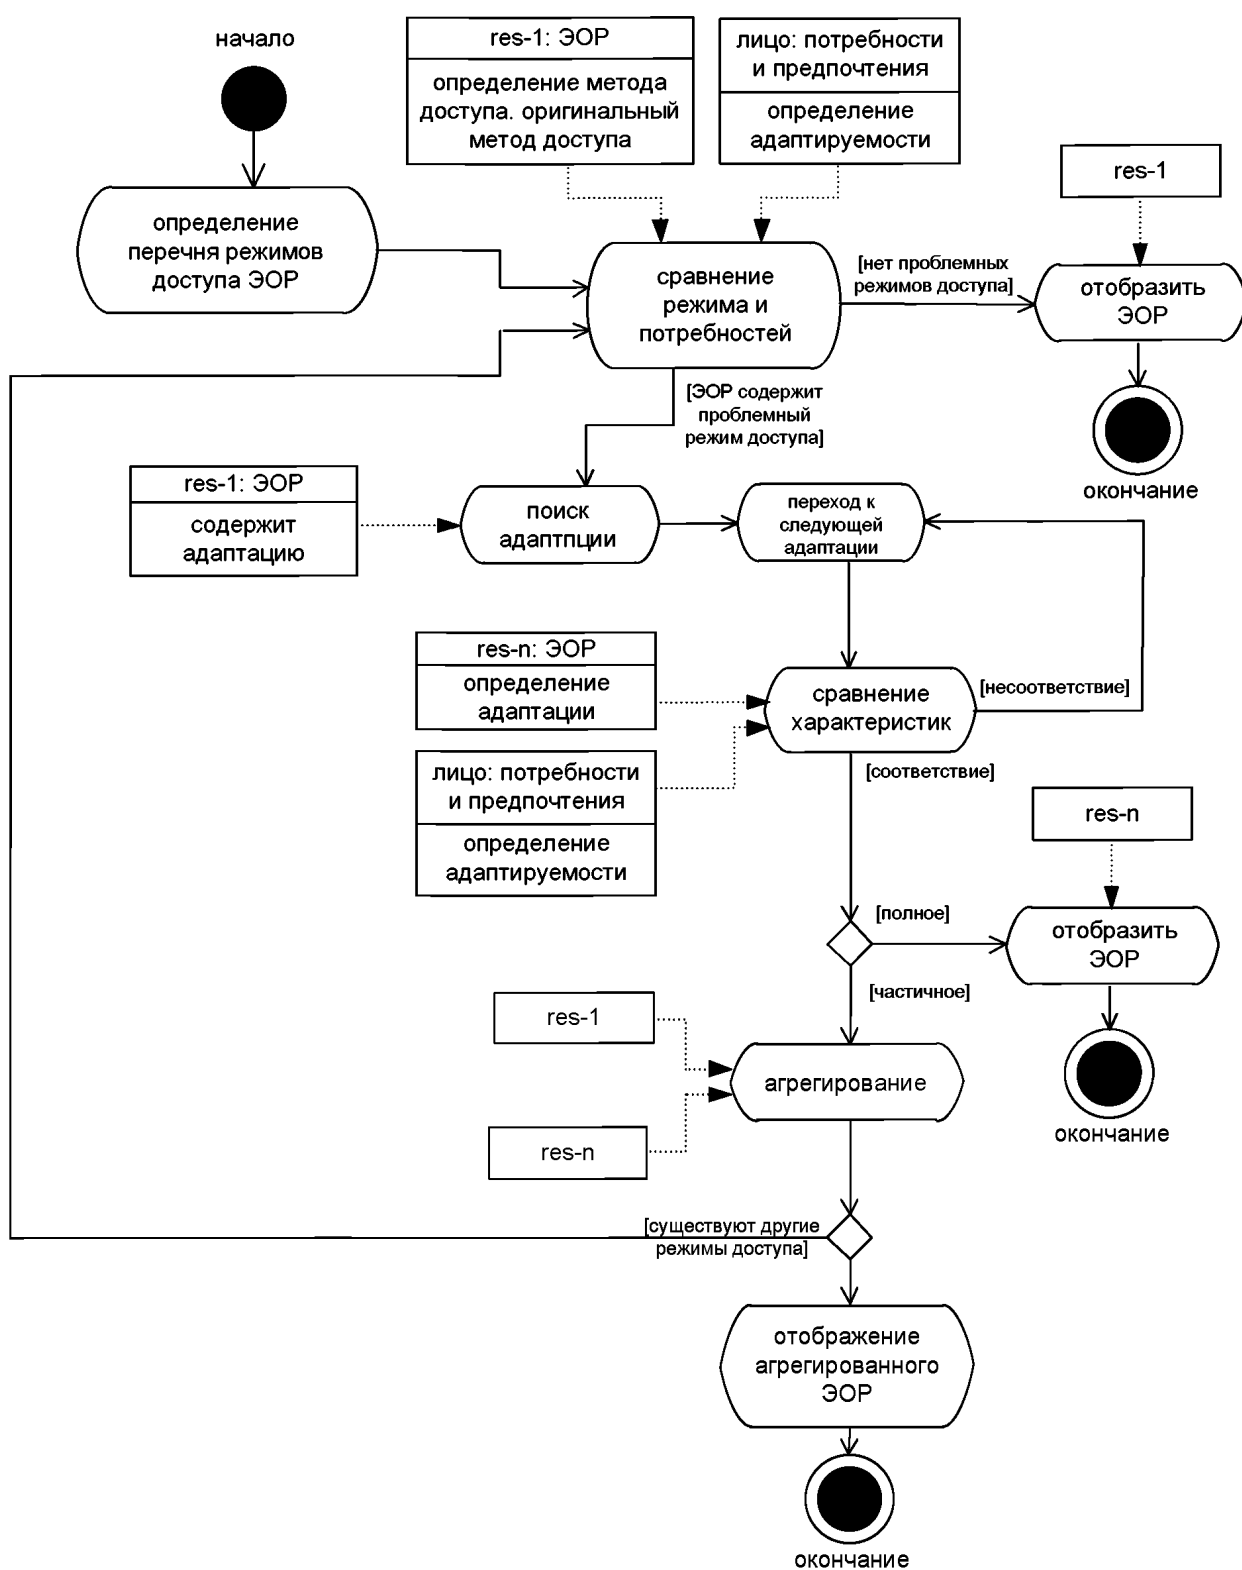 начало
res-1: ЭОР
определение метода
доступа. оригинальный
метод доступа
лицо: потребности
и предпочтения
определение
адаптируемости
res-1
определение
перечня режимов
доступа ЭОР
сравнение
режима и
потребностей
[нет проблемных
режимов доступа]
отобразить
ЭОР
[ЭОР содержит
проблемный
режим доступа]
окончание
res-1: ЭОР
содержит
адаптацию
поиск
адаптпции
переход к
следующей
адаптации
res-n: ЭОР
определение
адаптации
сравнение
характеристик
[несоответствие]
лицо: потребности
и предпочтения
определение
адаптируемости
[соответствие]
res-n
[полное]
отобразить
ЭОР
[частичное]
окончание
res-1
агрегирование
res-n
[существуют другие
режимы доступа]
отображение
агрегированного
ЭОР
окончание